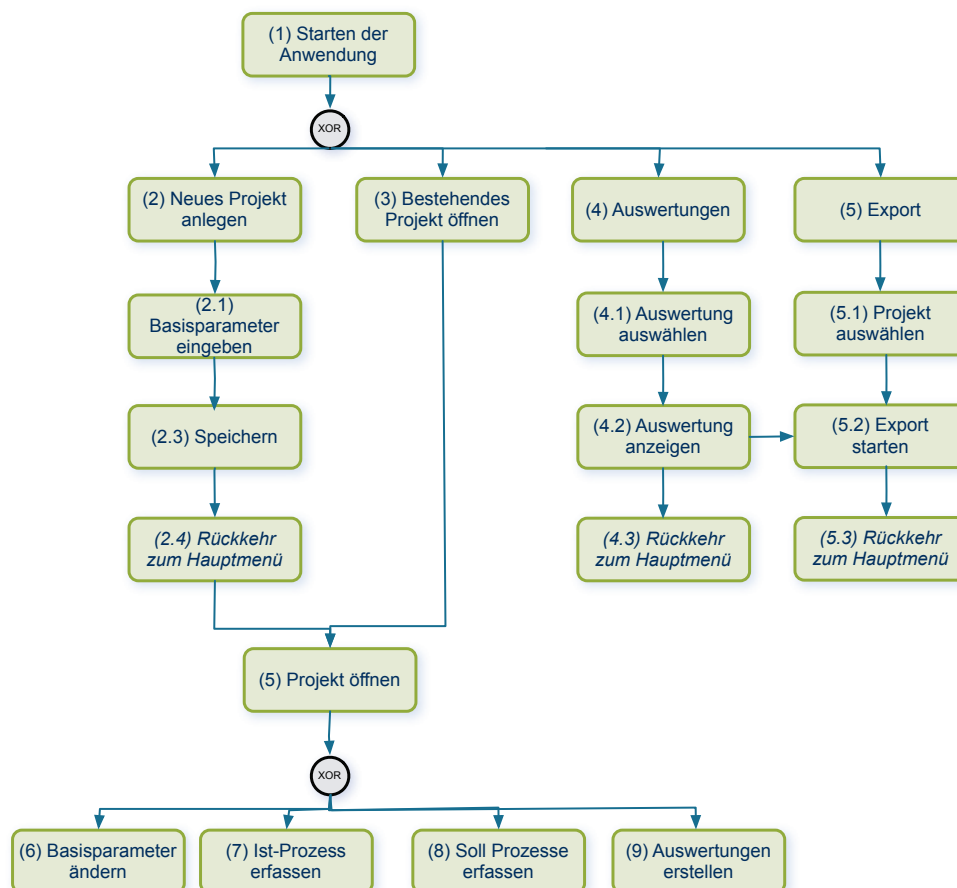 (1) Starten der
Anwendung
XOR
(2) Neues Projekt
anlegen
(3) Bestehendes
Projekt öffnen
(4) Auswertungen
(5) Export
(2.1)
Basisparameter
eingeben
(4.1) Auswertung
auswählen
(5.1) Projekt
auswählen
(2.3) Speichern
(4.2) Auswertung
anzeigen
(5.2) Export
starten
(2.4) Rückkehr
zum Hauptmenü
(4.3) Rückkehr
zum Hauptmenü
(5.3) Rückkehr
zum Hauptmenü
(5) Projekt öffnen
XOR
(6) Basisparameter
ändern
(7) Ist-Prozess
erfassen
(8) Soll Prozesse
erfassen
(9) Auswertungen
erstellen